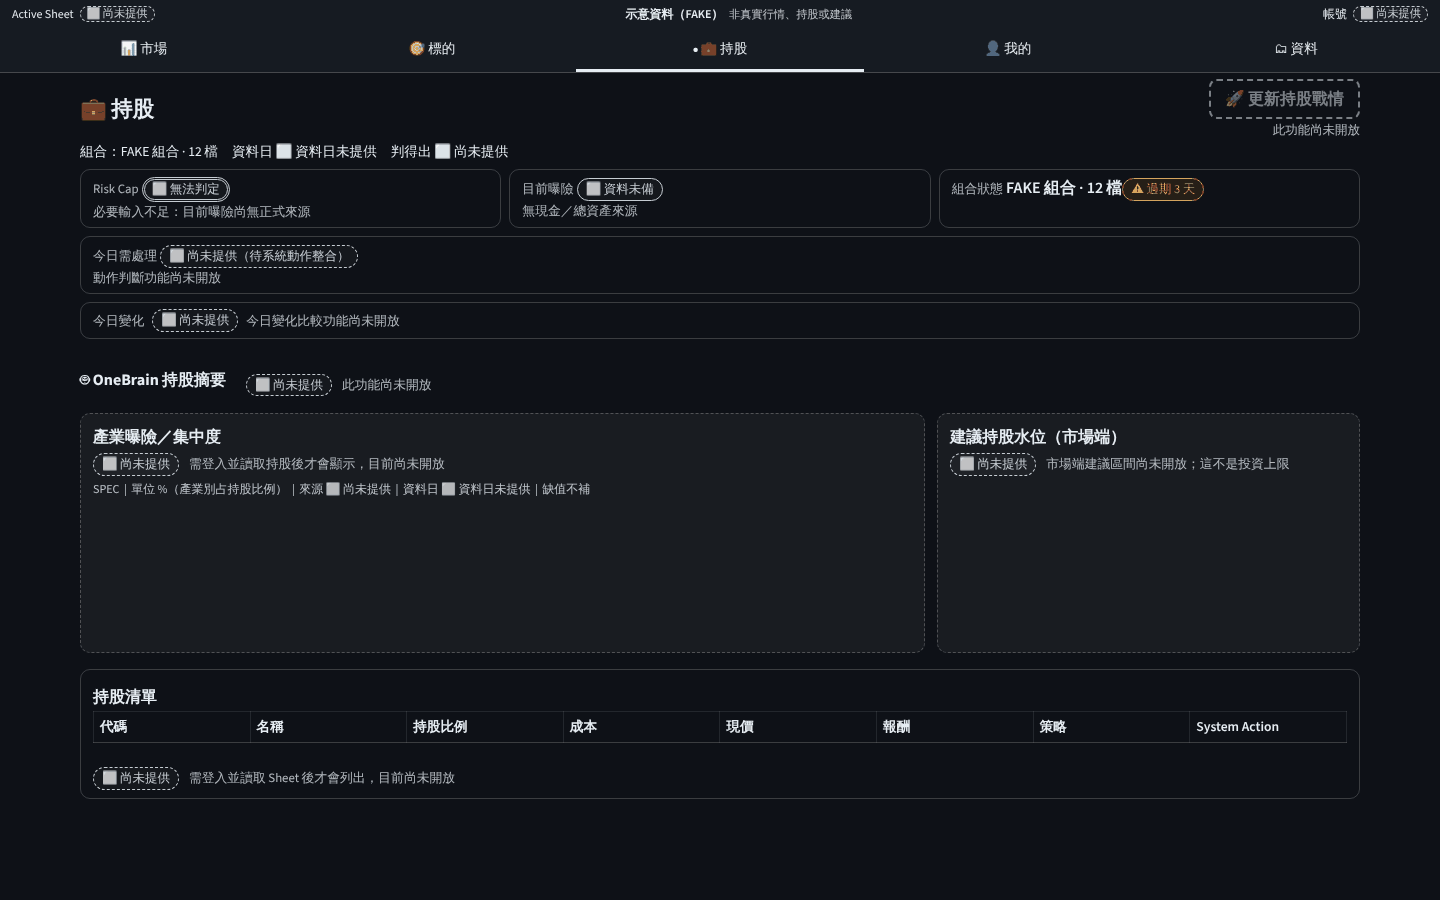 Active Sheet ⬜ 尚未提供 示意資料（FAKE） 非真實行情、持股或建議 帳號 ⬜ 尚未提供
📊 市場 🎯 標的 • 💼 持股 👤 我的 🗂 資料
💼 持股
🚀 更新持股戰情
此功能尚未開放
組合：FAKE 組合 · 12 檔 資料日 ⬜ 資料日未提供 判得出 ⬜ 尚未提供
Risk Cap ⬜ 無法判定
必要輸入不足：目前曝險尚無正式來源
目前曝險 ⬜ 資料未備
無現金／總資產來源
組合狀態 FAKE 組合 · 12 檔 ⚠ 過期 3 天
今日需處理 ⬜ 尚未提供（待系統動作整合）
動作判斷功能尚未開放
今日變化 ⬜ 尚未提供 今日變化比較功能尚未開放
OneBrain 持股摘要 ⬜ 尚未提供 此功能尚未開放
產業曝險／集中度
⬜ 尚未提供 需登入並讀取持股後才會顯示，目前尚未開放
SPEC｜單位 %（產業別占持股比例）｜來源 ⬜ 尚未提供｜資料日 ⬜ 資料日未提供｜缺值不補
建議持股水位（市場端）
⬜ 尚未提供 市場端建議區間尚未開放；這不是投資上限
持股清單
代碼 名稱 持股比例 成本 現價 報酬 策略 System Action
⬜ 尚未提供 需登入並讀取 Sheet 後才會列出，目前尚未開放